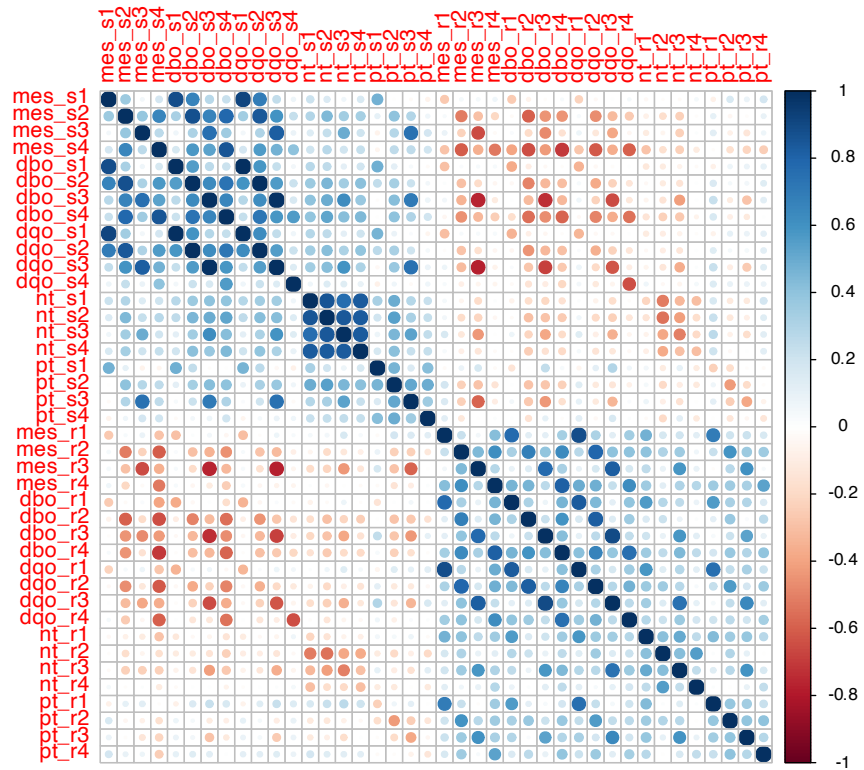 mes_s1
mes_s2
mes_s3
mes_s4
dbo_s1
dbo_s2
dbo_s3
dbo_s4
dqo_s1
dqo_s2
dqo_s3
dqo_s4
nt_s1
nt_s2
nt_s3
nt_s4
pt_s1
pt_s2
pt_s3
pt_s4
mes_r1
mes_r2
mes_r3
mes_r4
dbo_r1
dbo_r2
dbo_r3
dbo_r4
dqo_r1
dqo_r2
dqo_r3
dqo_r4
nt_r1
nt_r2
nt_r3
nt_r4
pt_r1
pt_r2
pt_r3
pt_r4
mes_s1
mes_s2
mes_s3
mes_s4
dbo_s1
dbo_s2
dbo_s3
dbo_s4
dqo_s1
dqo_s2
dqo_s3
dqo_s4
nt_s1
nt_s2
nt_s3
nt_s4
pt_s1
pt_s2
pt_s3
pt_s4
mes_r1
mes_r2
mes_r3
mes_r4
dbo_r1
dbo_r2
dbo_r3
dbo_r4
dqo_r1
dqo_r2
dqo_r3
dqo_r4
nt_r1
nt_r2
nt_r3
nt_r4
pt_r1
pt_r2
pt_r3
pt_r4
1
0.8
0.6
0.4
0.2
0
-0.2
-0.4
-0.6
-0.8
-1